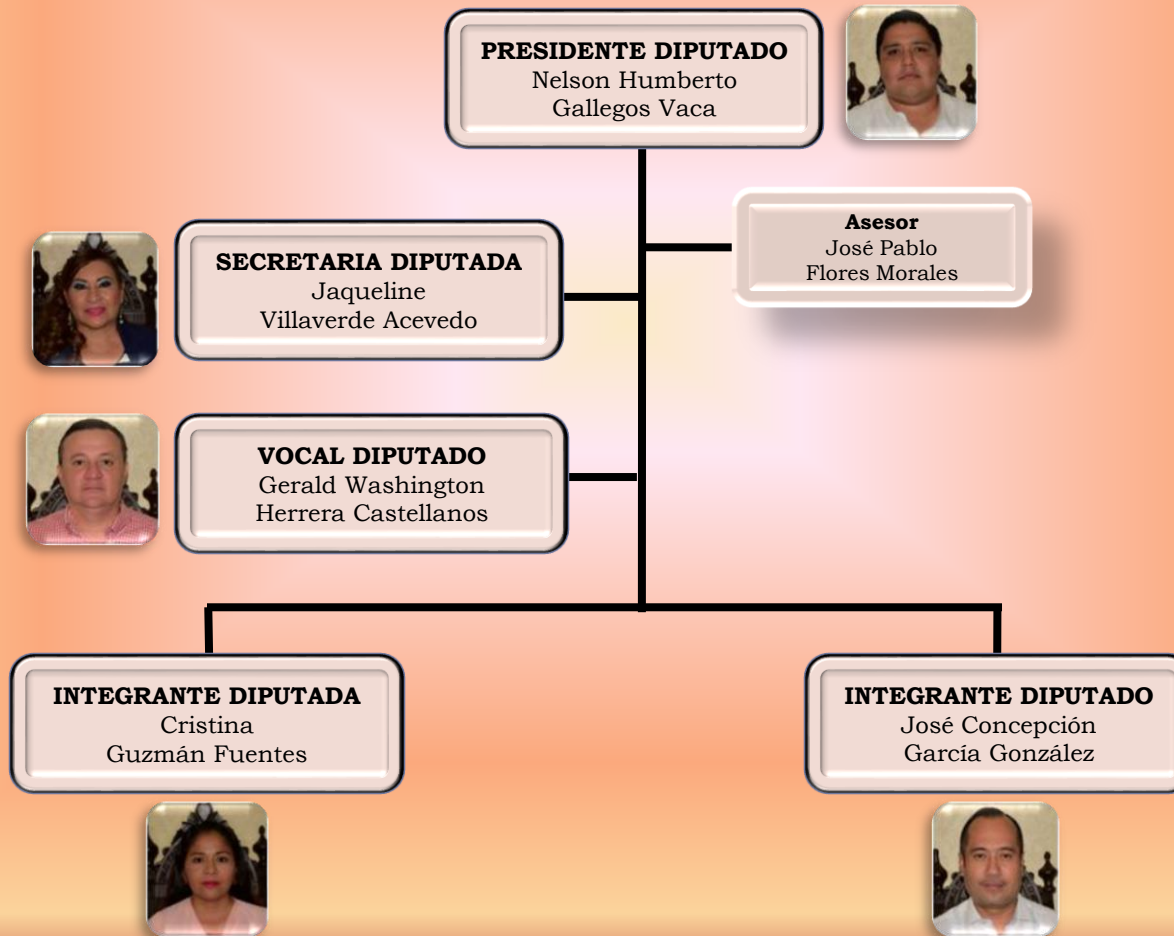 PRESIDENTE DIPUTADO
Nelson Humberto
Gallegos Vaca
Asesor
José Pablo
Flores Morales
SECRETARIA DIPUTADA
Jaqueline
Villaverde Acevedo
VOCAL DIPUTADO
Gerald Washington
Herrera Castellanos
INTEGRANTE DIPUTADA
Cristina
Guzmán Fuentes
INTEGRANTE DIPUTADO
José Concepción
García González